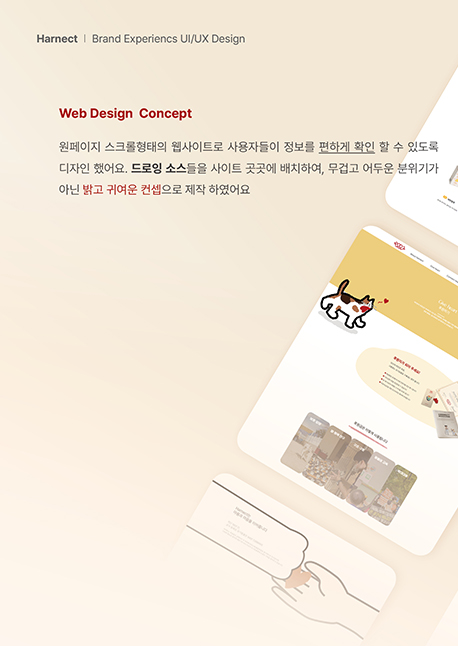 Harnect | Brand Experiencs UI/UX Design
Web Design Concept
원페이지 스크롤형태의 웹사이트로 사용자들이 정보를 편하게 확인 할 수 있도록
디자인 했어요. 드로잉 소스들을 사이트 곳곳에 배치하여, 무겁고 어두운 분위기가
아닌 밝고 귀여운 컨셉으로 제작 하였어요